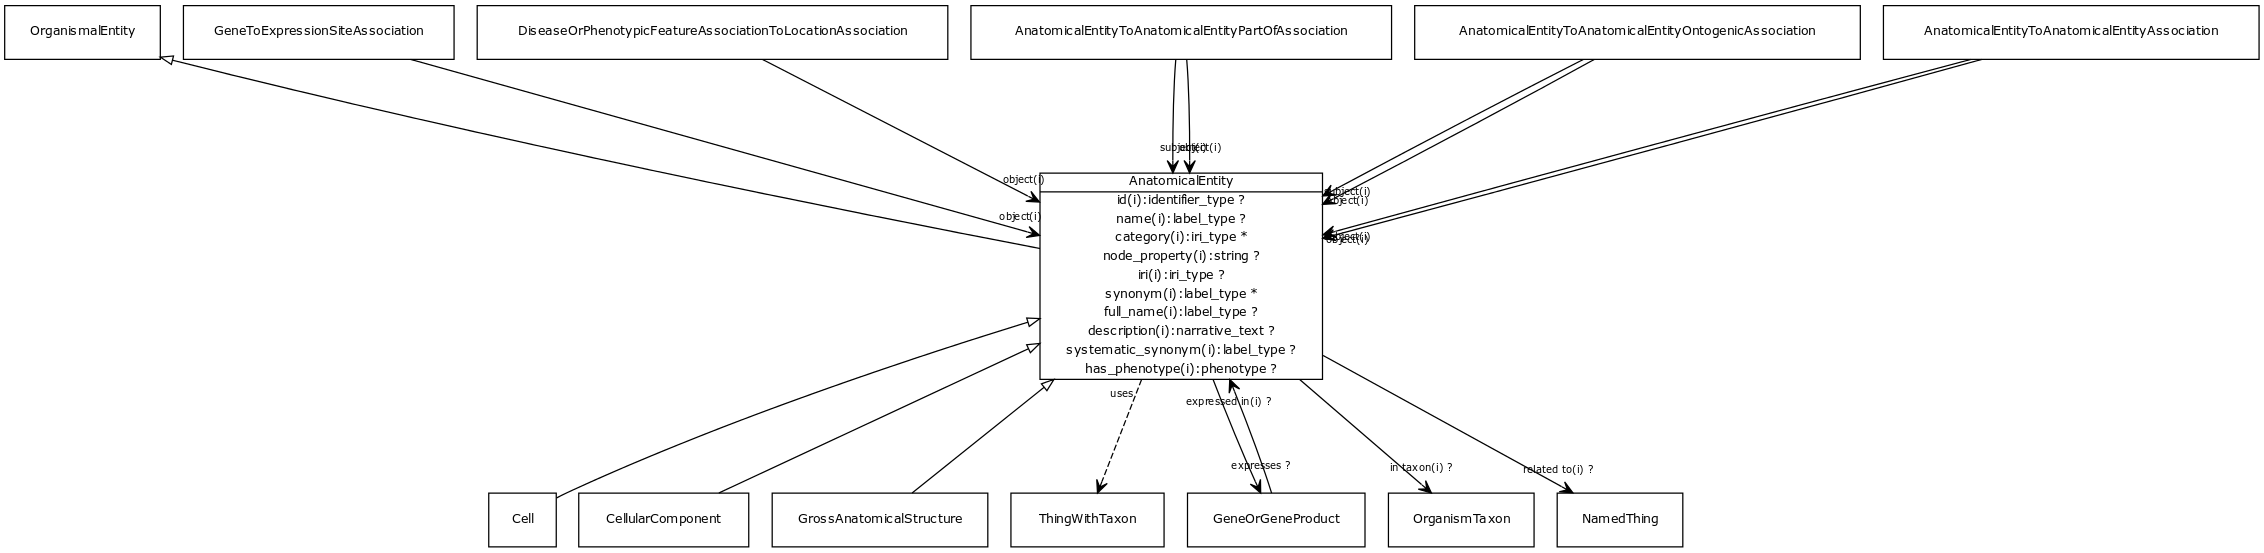 OrganismalEntity
GeneToExpressionSiteAssociation
DiseaseOrPhenotypicFeatureAssociationToLocationAssociation
AnatomicalEntityToAnatomicalEntityPartOfAssociation
AnatomicalEntityToAnatomicalEntityOntogenicAssociation
AnatomicalEntityToAnatomicalEntityAssociation
subject(i)
object(i)
object(i)
object(i)
subject(i)
object(i)
object(i)
AnatomicalEntity
id(i):identifier_type ?
name(i):label_type ?
category(i):iri_type *
node_property(i):string ?
iri(i):iri_type ?
synonym(i):label_type *
full_name(i):label_type ?
description(i):narrative_text ?
systematic_synonym(i):label_type ?
has_phenotype(i):phenotype ?
uses
expressed in(i) ?
expresses ?
in taxon(i) ?
related to(i) ?
Cell
CellularComponent
GrossAnatomicalStructure
ThingWithTaxon
GeneOrGeneProduct
OrganismTaxon
NamedThing